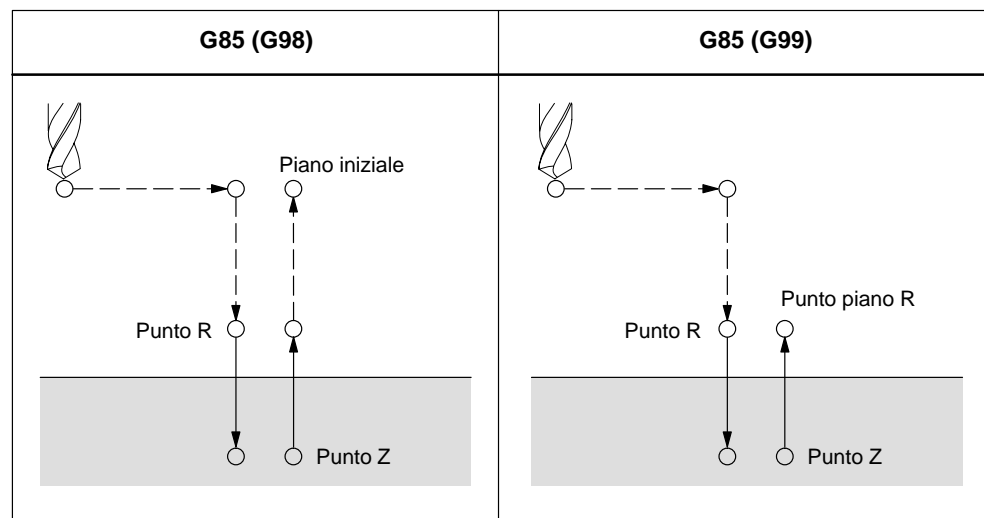 G85 (G98)
G85 (G99)
Piano iniziale
Punto R
Punto Z
Punto piano R
Punto R
Punto Z